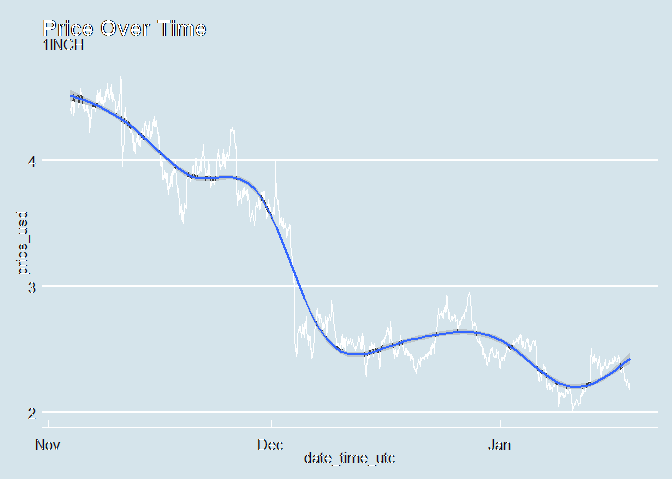 Price Over Time
1INCH
4
3
2
price_usd
Nov
Dec
Jan
date_time_utc